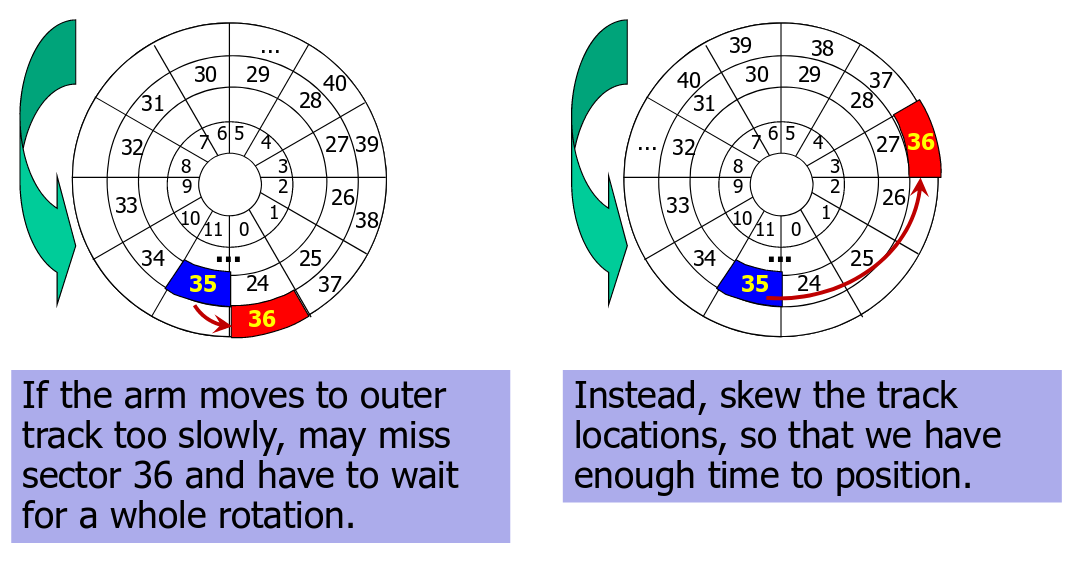 ...
30 29 40
31 28
7 6 5 4
32 27 39
8 3
9 2
33 26 38
10 11 0 1
...
34 25
35 24 37
36
If the arm moves to outer
track too slowly, may miss
sector 36 and have to wait
for a whole rotation.
39 38
40 30 29 37
31 28
7 6 5 4
... 32 27 36
8 3
9 2
33 26
10 11 0 1
...
34 25
35 24
Instead, skew the track
locations, so that we have
enough time to position.